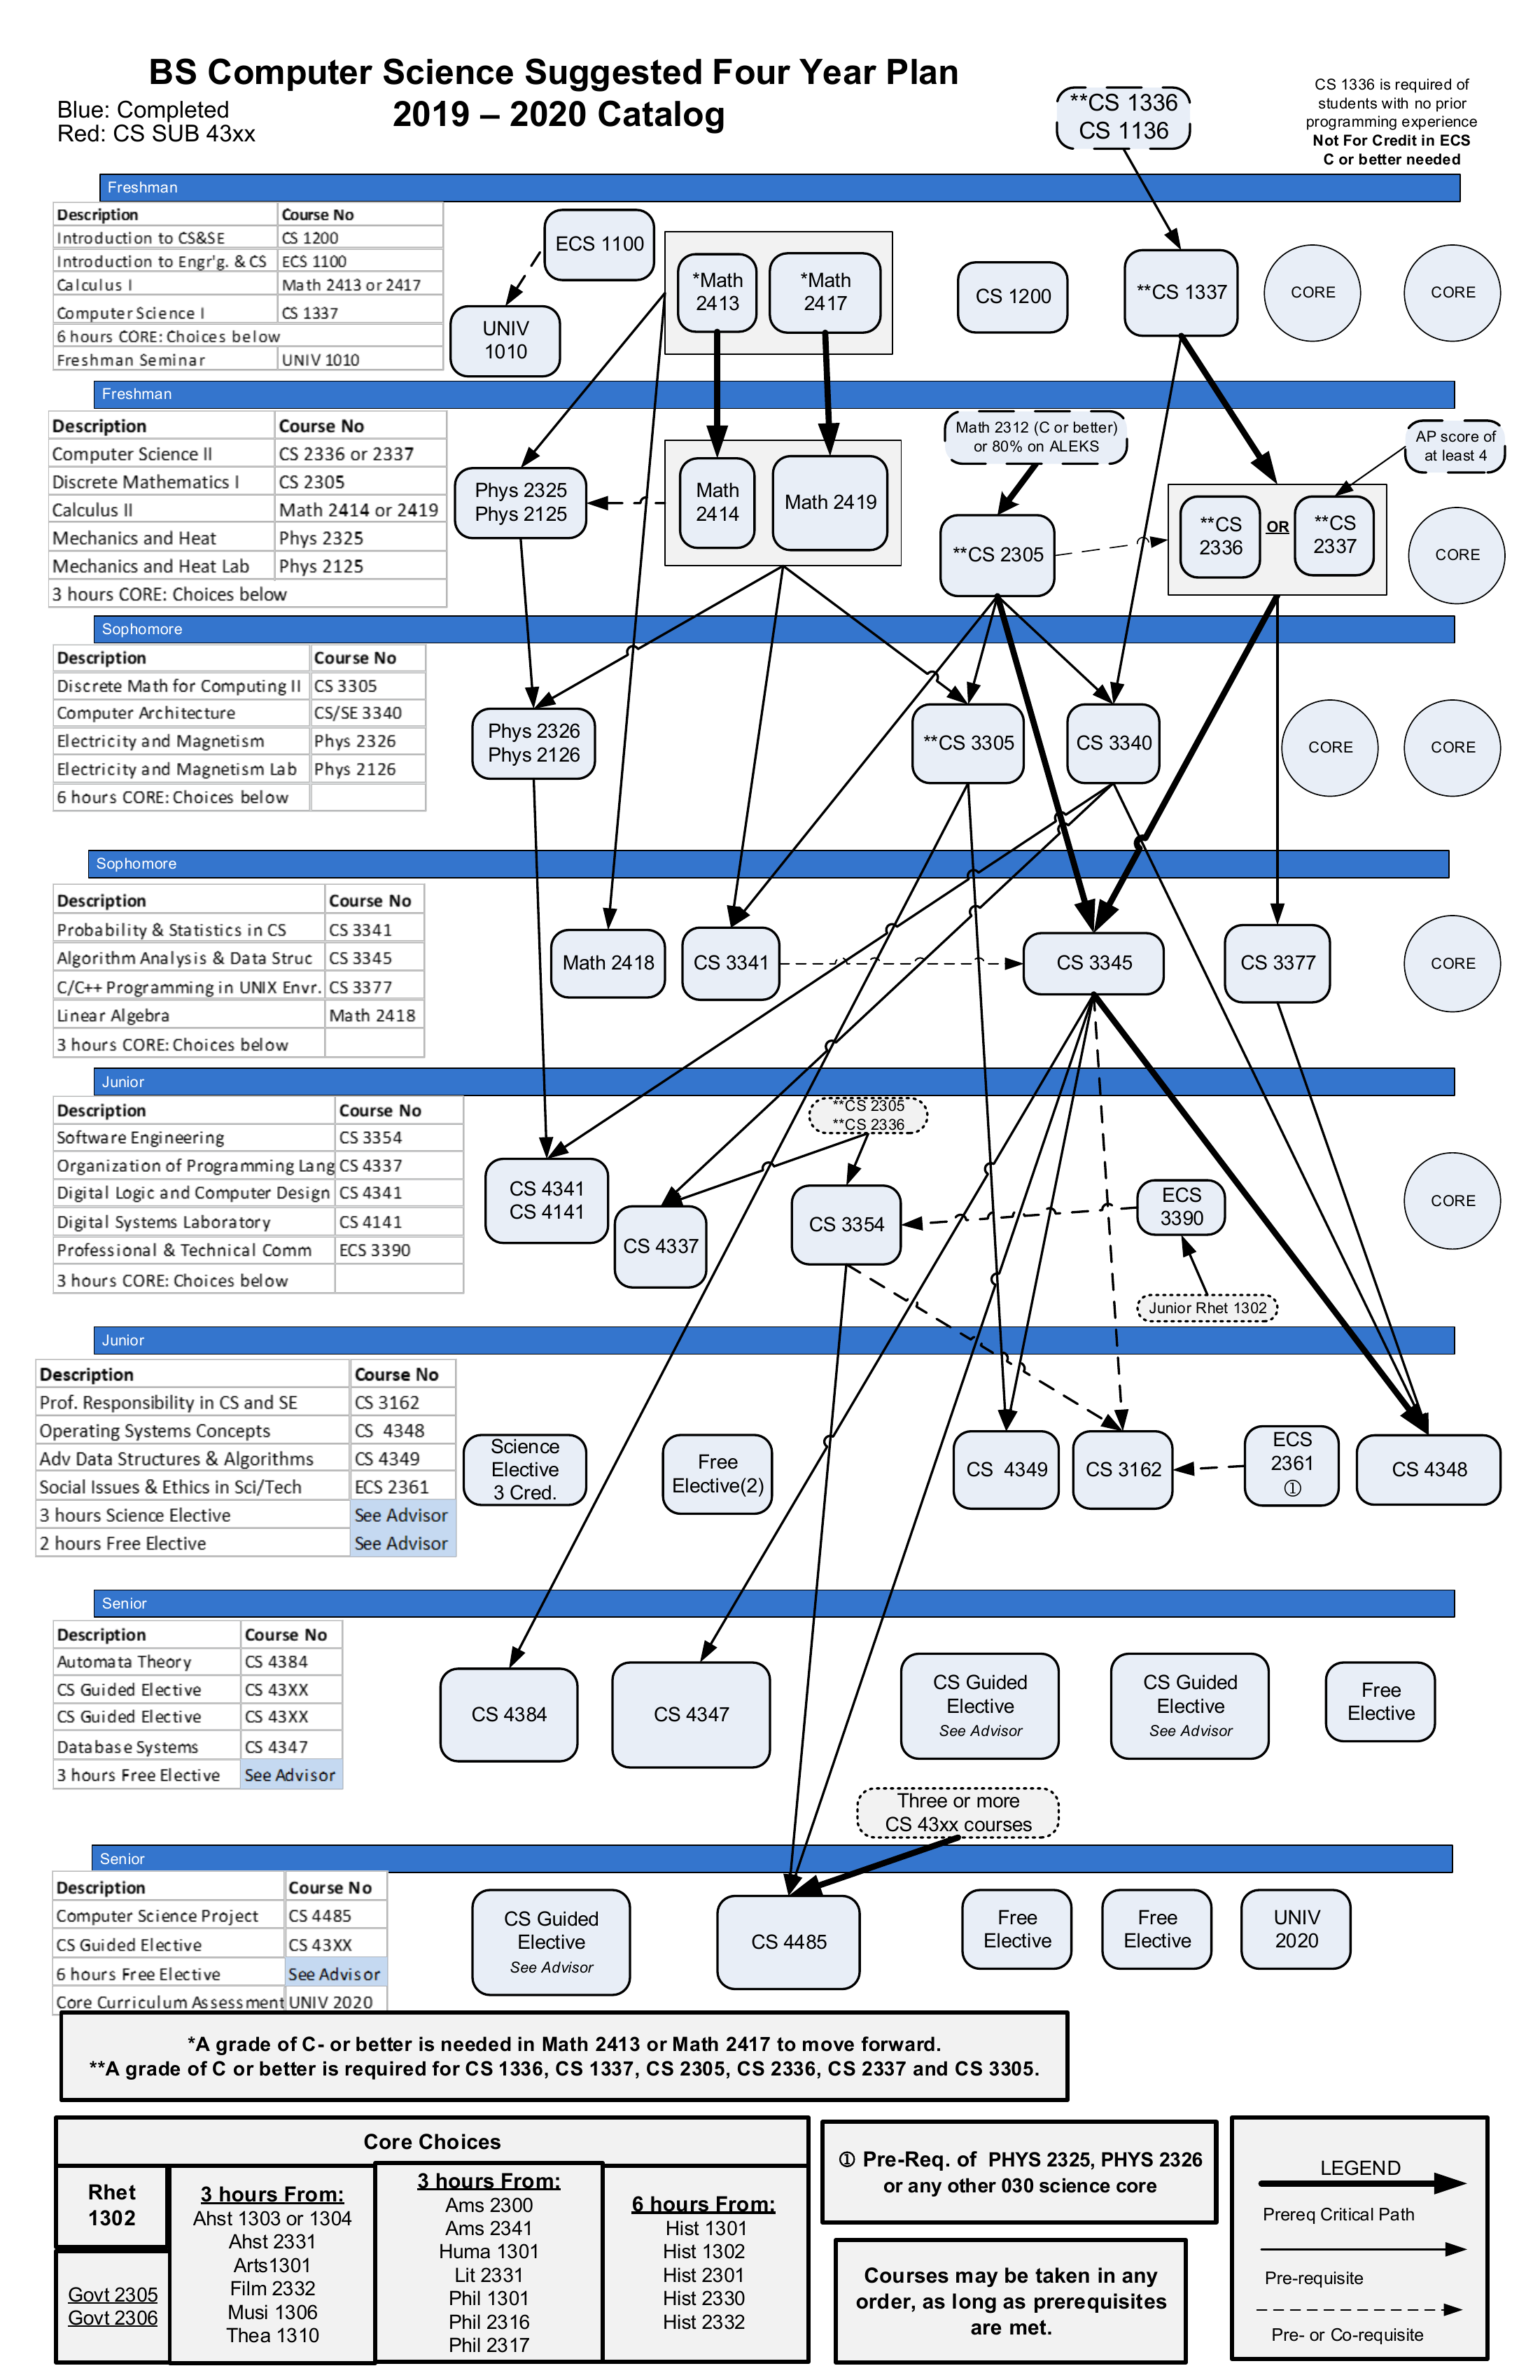 BS Computer Science Suggested Four Year Plan
2019 – 2020 Catalog
Blue: Completed
Red: CS SUB 43xx
**CS 1336
CS 1136
CS 1336 is required of
students with no prior
programming experience
Not For Credit in ECS
C or better needed
Freshman
Description Course No
Introduction to CS&SE CS 1200
Introduction to Engr'g. & CS ECS 1100
Calculus I Math 2413 or 2417
Computer Science I CS 1337
6 hours CORE: Choices below
Freshman Seminar UNIV 1010
ECS 1100
UNIV
1010
*Math
2413
*Math
2417
CS 1200
**CS 1337
CORE
CORE
Freshman
Description Course No
Computer Science II CS 2336 or 2337
Discrete Mathematics I CS 2305
Calculus II Math 2414 or 2419
Mechanics and Heat Phys 2325
Mechanics and Heat Lab Phys 2125
3 hours CORE: Choices below
Phys 2325
Phys 2125
Math
2414
Math 2419
Math 2312 (C or better)
or 80% on ALEKS
**CS 2305
AP score of
at least 4
**CS
2336
OR
**CS
2337
CORE
Sophomore
Description Course No
Discrete Math for Computing II CS 3305
Computer Architecture CS/SE 3340
Electricity and Magnetism Phys 2326
Electricity and Magnetism Lab Phys 2126
6 hours CORE: Choices below
Phys 2326
Phys 2126
**CS 3305
CS 3340
CORE
CORE
Sophomore
Description Course No
Probability & Statistics in CS CS 3341
Algorithm Analysis & Data Struc CS 3345
C/C++ Programming in UNIX Envr. CS 3377
Linear Algebra Math 2418
3 hours CORE: Choices below
Math 2418
CS 3341
CS 3345
CS 3377
CORE
Junior
Description Course No
Software Engineering CS 3354
Organization of Programming Lang CS 4337
Digital Logic and Computer Design CS 4341
Digital Systems Laboratory CS 4141
Professional & Technical Comm ECS 3390
3 hours CORE: Choices below
**CS 2305
**CS 2336
CS 4341
CS 4141
CS 4337
CS 3354
ECS
3390
Junior Rhet 1302
CORE
Junior
Description Course No
Prof. Responsibility in CS and SE CS 3162
Operating Systems Concepts CS 4348
Adv Data Structures & Algorithms CS 4349
Social Issues & Ethics in Sci/Tech ECS 2361
3 hours Science Elective See Advisor
2 hours Free Elective See Advisor
Science
Elective
3 Cred.
Free
Elective(2)
CS 4349
CS 3162
ECS
2361
①
CS 4348
Senior
Description Course No
Automata Theory CS 4384
CS Guided Elective CS 43XX
CS Guided Elective CS 43XX
Database Systems CS 4347
3 hours Free Elective See Advisor
CS 4384
CS 4347
CS Guided
Elective
See Advisor
CS Guided
Elective
See Advisor
Free
Elective
Three or more
CS 43xx courses
Senior
Description Course No
Computer Science Project CS 4485
CS Guided Elective CS 43XX
6 hours Free Elective See Advisor
Core Curriculum Assessment UNIV 2020
CS Guided
Elective
See Advisor
CS 4485
Free
Elective
Free
Elective
UNIV
2020
*A grade of C- or better is needed in Math 2413 or Math 2417 to move forward.
**A grade of C or better is required for CS 1336, CS 1337, CS 2305, CS 2336, CS 2337 and CS 3305.
Core Choices
Rhet
1302
Govt 2305
Govt 2306
3 hours From:
Ahst 1303 or 1304
Ahst 2331
Arts1301
Film 2332
Musi 1306
Thea 1310
3 hours From:
Ams 2300
Ams 2341
Huma 1301
Lit 2331
Phil 1301
Phil 2316
Phil 2317
6 hours From:
Hist 1301
Hist 1302
Hist 2301
Hist 2330
Hist 2332
① Pre-Req. of PHYS 2325, PHYS 2326
or any other 030 science core
Courses may be taken in any
order, as long as prerequisites
are met.
LEGEND
Prereq Critical Path
Pre-requisite
Pre- or Co-requisite